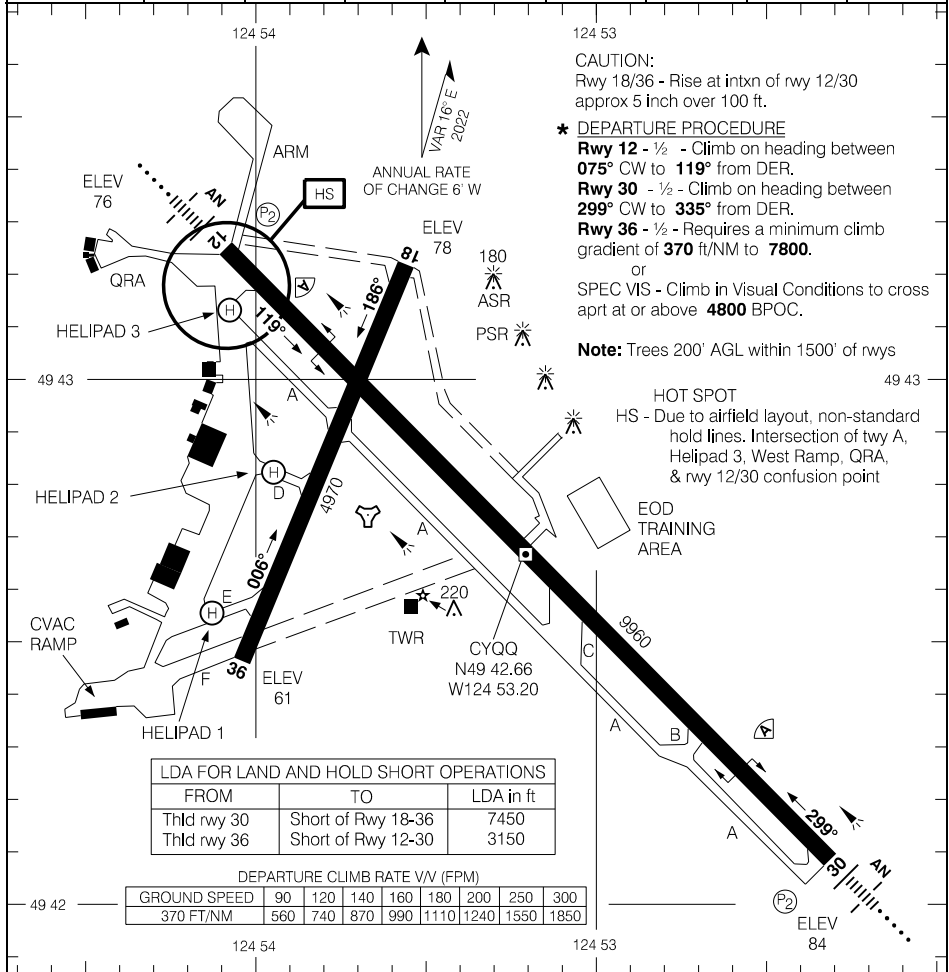 124 54
124 53
VAR 16° E
2022
ANNUAL RATE
OF CHANGE 6' W
CAUTION:
Rwy 18/36 - Rise at intxn of rwy 12/30
approx 5 inch over 100 ft.
* DEPARTURE PROCEDURE
Rwy 12 - ½ - Climb on heading between
075° CW to 119° from DER.
Rwy 30 - ½ - Climb on heading between
299° CW to 335° from DER.
Rwy 36 - ½ - Requires a minimum climb
gradient of 370 ft/NM to 7800.
or
SPEC VIS - Climb in Visual Conditions to cross
aprt at or above 4800 BPOC.
Note: Trees 200' AGL within 1500' of rwys
HOT SPOT
HS - Due to airfield layout, non-standard
hold lines. Intersection of twy A,
Helipad 3, West Ramp, QRA,
& rwy 12/30 confusion point
ARM
ELEV
76
AN
HS
P2
12
QRA
ELEV
78
18
180
ASR
PSR
A
186°
119°
H
HELIPAD 3
49 43
49 43
A
HELIPAD 2
H
D
4970
A
EOD
TRAINING
AREA
006°
E
H
220
TWR
CYQQ
N49 42.66
W124 53.20
9960
CVAC
RAMP
F
36
ELEV
61
C
HELIPAD 1
A
B
A
LDA FOR LAND AND HOLD SHORT OPERATIONS
FROM TO LDA in ft
Thld rwy 30 Short of Rwy 18-36 7450
Thld rwy 36 Short of Rwy 12-30 3150
A
299°
30
AN
P2
ELEV
84
DEPARTURE CLIMB RATE V/V (FPM)
GROUND SPEED 90 120 140 160 180 200 250 300
370 FT/NM 560 740 870 990 1110 1240 1550 1850
49 42
124 54
124 53